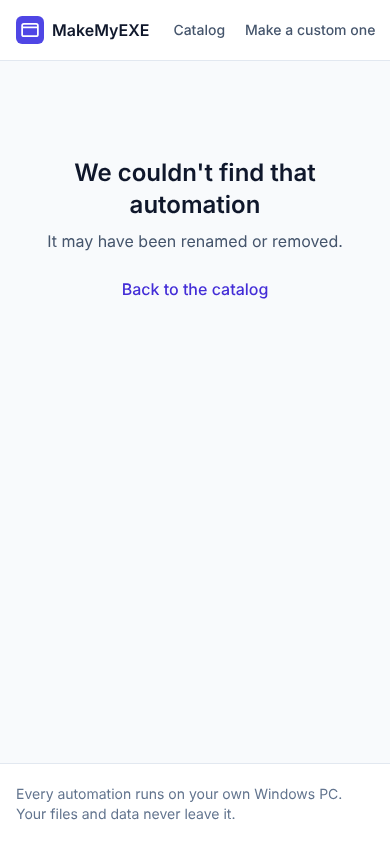 MakeMyEXE Catalog Make a custom one
We couldn't find that
automation
It may have been renamed or removed.
Back to the catalog
Every automation runs on your own Windows PC.
Your files and data never leave it.